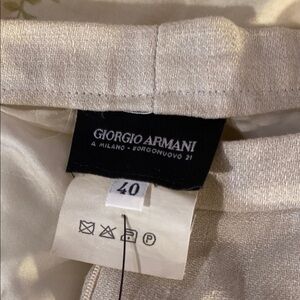 GIORGIO ARMANI
A MILANO - BORGONUOVO 21
40
P